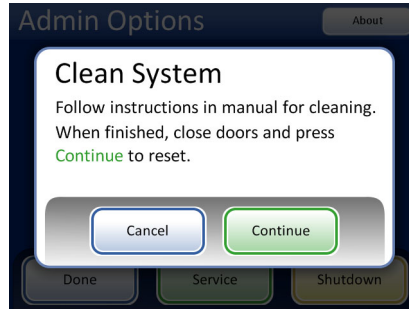 Admin Options
About
Clean System
Follow instructions in manual for cleaning.
When finished, close doors and press
Continue to reset.
Cancel
Continue
Done
Service
Shutdown